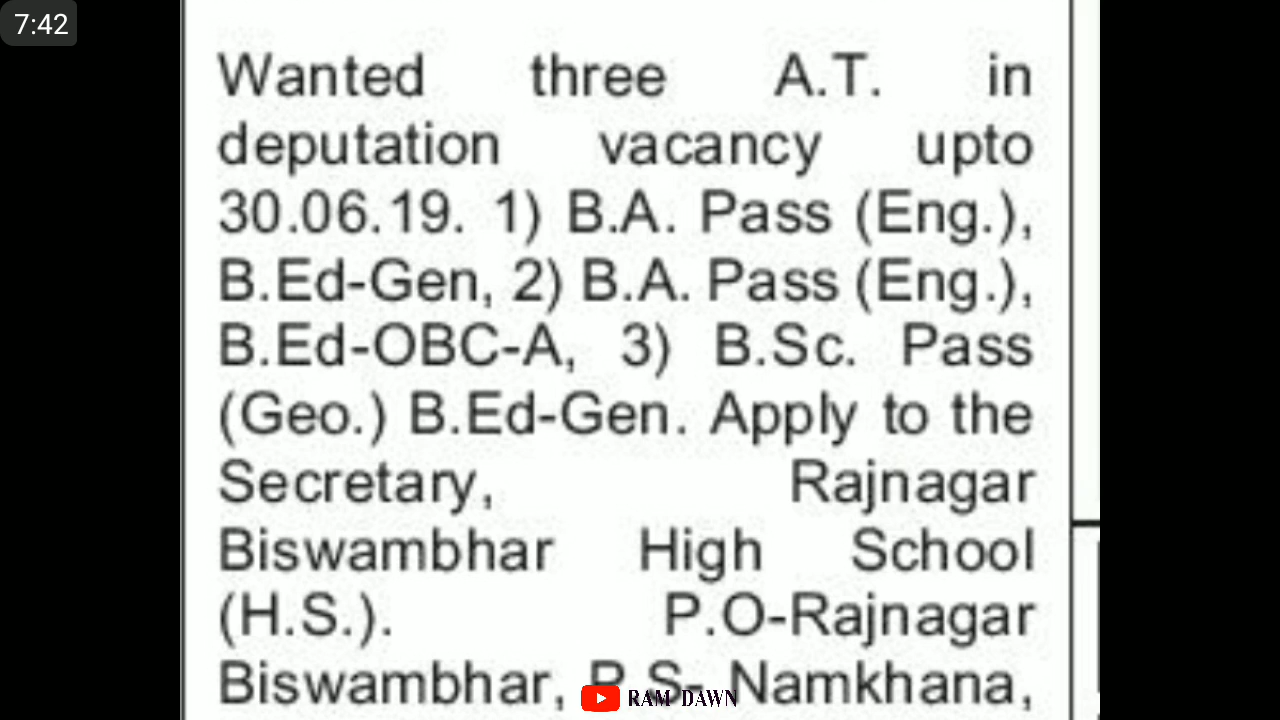 7:42
Wanted three A.T. in
deputation vacancy upto
30.06.19. 1) B.A. Pass (Eng.),
B.Ed-Gen, 2) B.A. Pass (Eng.),
B.Ed-OBC-A, 3) B.Sc. Pass
(Geo.) B.Ed-Gen. Apply to the
Secretary, Rajnagar
Biswambhar High School
(H.S.). P.O-Rajnagar
Biswambhar, P.S- Namkhana,
RAM DAWN